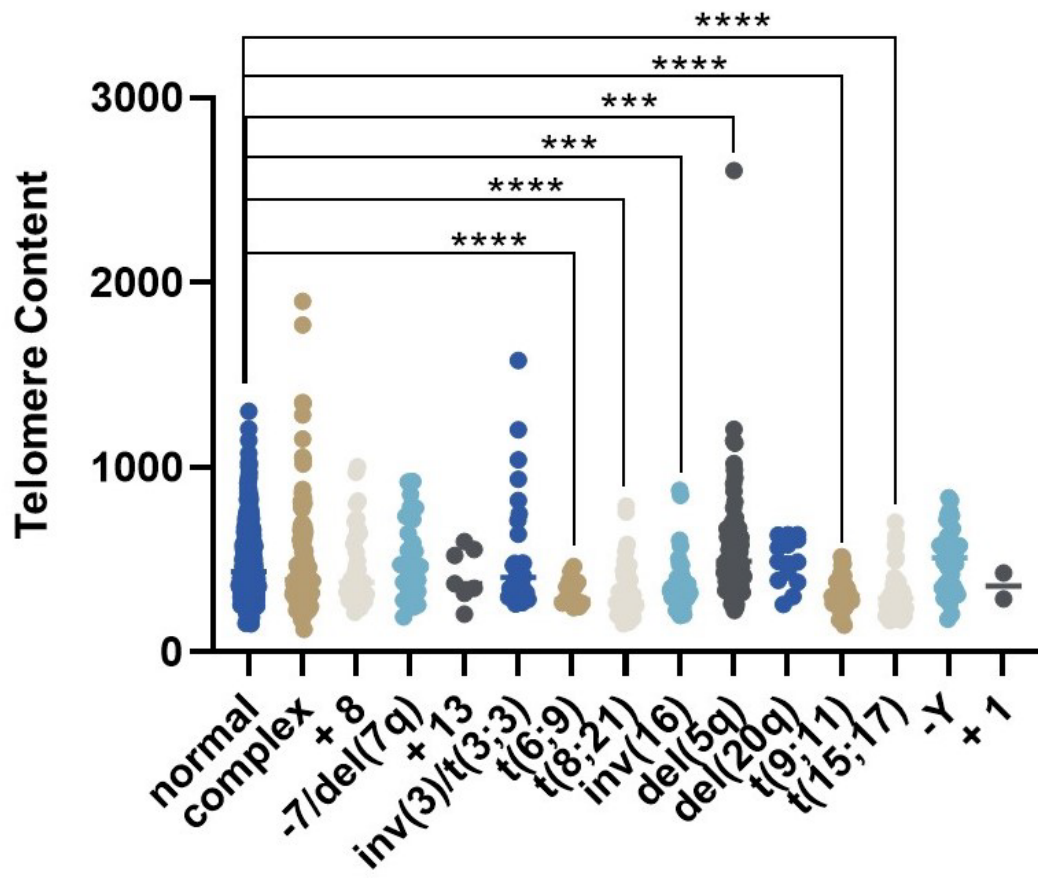 ****
****
***
***
****
****
3000
2000
1000
0
Telomere Content
normal
complex
+ 8
-7/del(7q)
+ 13
inv(3)/t(3;3)
t(6;9)
t(8;21)
inv(16)
del(5q)
del(20q)
t(9;11)
t(15;17)
-Y
+ 1